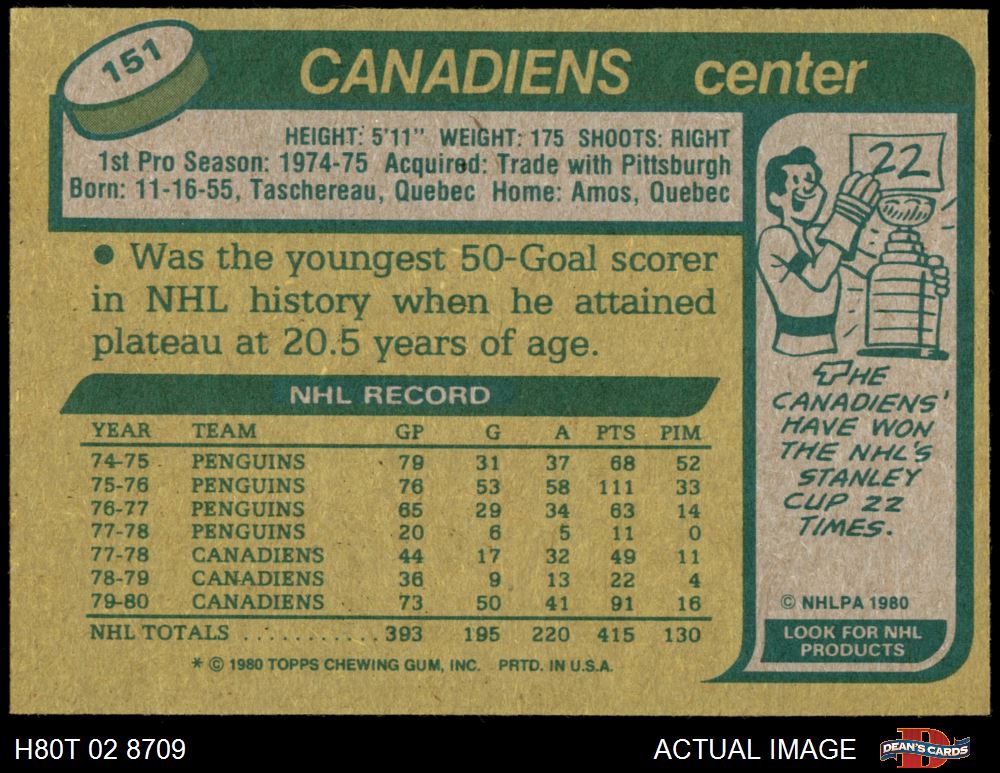 151
CANADIENS center
HEIGHT: 5'11" WEIGHT: 175 SHOOTS: RIGHT
1st Pro Season: 1974-75 Acquired: Trade with Pittsburgh
Born: 11-16-55, Taschereau, Quebec Home: Amos, Quebec
• Was the youngest 50-Goal scorer
in NHL history when he attained
plateau at 20.5 years of age.
NHL RECORD
YEAR TEAM GP G A PTS PIM
74-75 PENGUINS 79 31 37 68 52
75-76 PENGUINS 76 53 58 111 33
76-77 PENGUINS 65 29 34 63 14
77-78 PENGUINS 20 6 5 11 0
77-78 CANADIENS 44 17 32 49 11
78-79 CANADIENS 36 9 13 22 4
79-80 CANADIENS 73 50 41 91 16
NHL TOTALS ........... 393 195 220 415 130
* © 1980 TOPPS CHEWING GUM, INC. PRTD. IN U.S.A.
22
THE
CANADIENS'
HAVE WON
THE NHL'S
STANLEY
CUP 22
TIMES.
© NHLPA 1980
LOOK FOR NHL
PRODUCTS
H80T 02 8709
ACTUAL IMAGE
DEAN'S CARDS